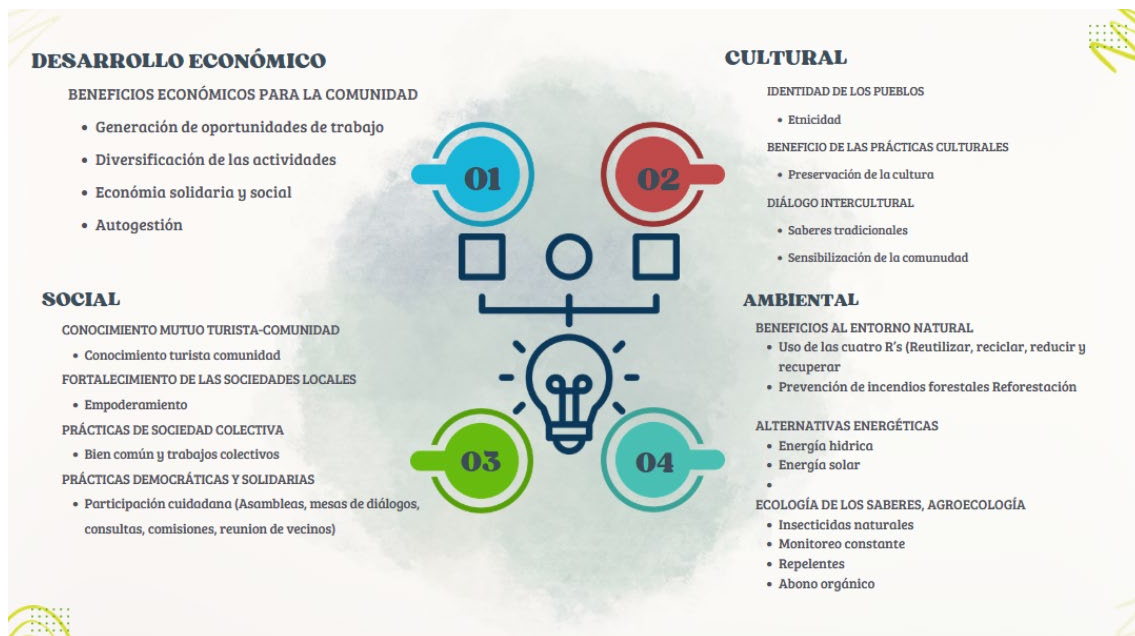 DESARROLLO ECONÓMICO
BENEFICIOS ECONÓMICOS PARA LA COMUNIDAD
• Generación de oportunidades de trabajo
• Diversificación de las actividades
• Económia solidaria y social
• Autogestión
01
CULTURAL
IDENTIDAD DE LOS PUEBLOS
• Etnicidad
BENEFICIO DE LAS PRÁCTICAS CULTURALES
• Preservación de la cultura
DIÁLOGO INTERCULTURAL
• Saberes tradicionales
• Sensibilización de la comunudad
02
SOCIAL
CONOCIMIENTO MUTUO TURISTA-COMUNIDAD
• Conocimiento turista comunidad
FORTALECIMIENTO DE LAS SOCIEDADES LOCALES
• Empoderamiento
PRÁCTICAS DE SOCIEDAD COLECTIVA
• Bien común y trabajos colectivos
PRÁCTICAS DEMOCRÁTICAS Y SOLIDARIAS
• Participación cuidadana (Asambleas, mesas de diálogos,
consultas, comisiones, reunion de vecinos)
03
AMBIENTAL
BENEFICIOS AL ENTORNO NATURAL
• Uso de las cuatro R's (Reutilizar, reciclar, reducir y
recuperar
• Prevención de incendios forestales Reforestación
ALTERNATIVAS ENERGÉTICAS
• Energía hidrica
• Energía solar
•
ECOLOGÍA DE LOS SABERES, AGROECOLOGÍA
• Insecticidas naturales
• Monitoreo constante
• Repelentes
• Abono orgánico
04